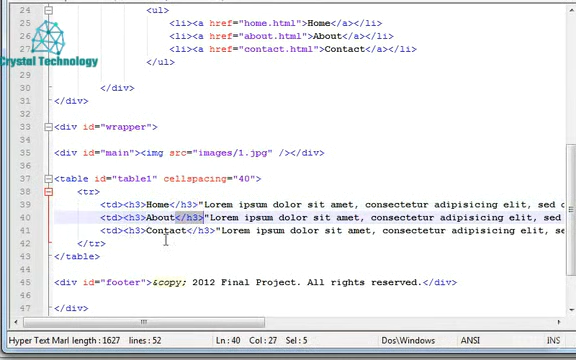 24 <ul>
25 <li><a href="home.html">Home</a></li>
26 <li><a href="about.html">About</a></li>
27 <li><a href="contact.html">Contact</a></li>
</ul>
Crystal Technology
30 </div>
31 </div>
32
33 <div id="wrapper">
34
35 <div id="main"><img src="images/1.jpg" /></div>
36
37 <table id="table1" cellspacing="40">
38 <tr>
39 <td><h3>Home</h3>"Lorem ipsum dolor sit amet, consectetur adipisicing elit, sed
40 <td><h3>About</h3>"Lorem ipsum dolor sit amet, consectetur adipisicing elit, sed
41 <td><h3>Contact</h3>"Lorem ipsum dolor sit amet, consectetur adipisicing elit,
42 </tr>
43 </table>
44
45 <div id="footer">&copy; 2012 Final Project. All rights reserved.</div>
46
47 </div>
Hyper Text Marl length : 1627 lines : 52 Ln : 40 Col : 27 Sel : 5 Dos\Windows ANSI INS